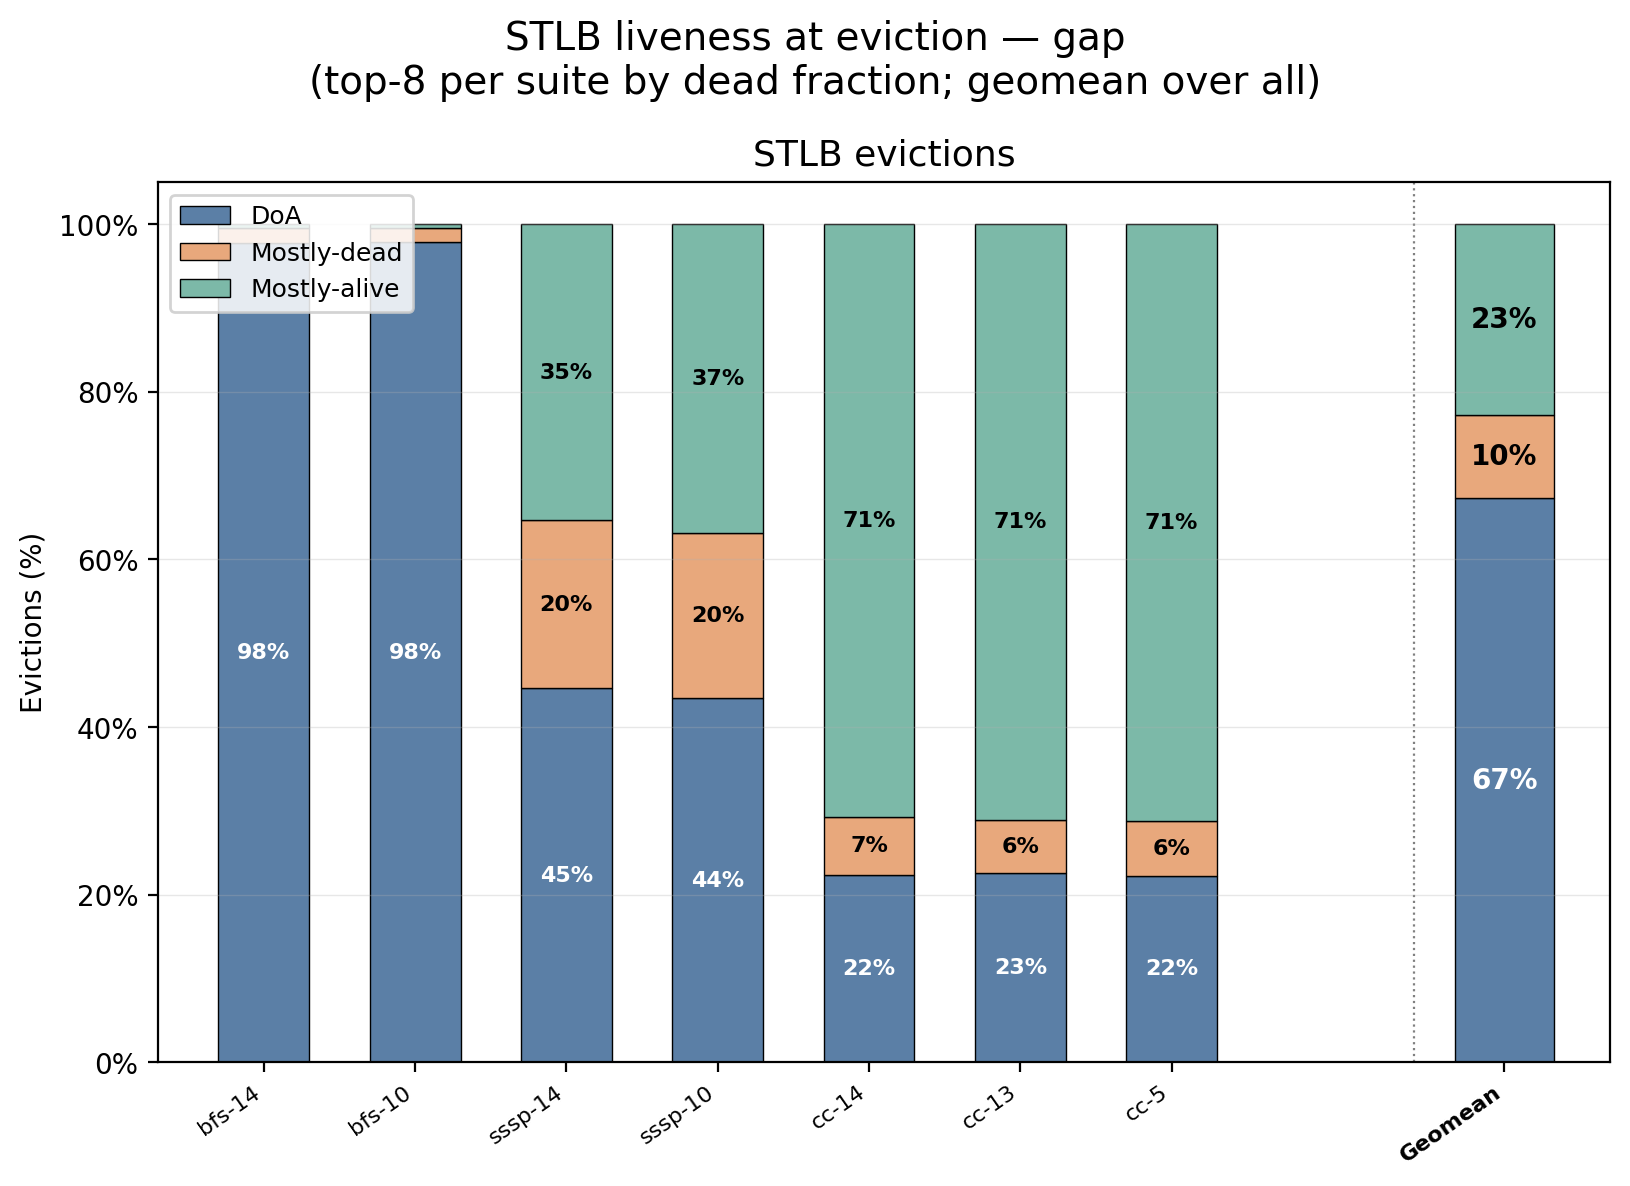 STLB liveness at eviction — gap
(top-8 per suite by dead fraction; geomean over all)
STLB evictions
DoA
Mostly-dead
Mostly-alive
Evictions (%)
100%
80%
60%
40%
20%
0%
98%
98%
35%
20%
45%
37%
20%
44%
71%
7%
22%
71%
6%
23%
71%
6%
22%
23%
10%
67%
bfs-14
bfs-10
sssp-14
sssp-10
cc-14
cc-13
cc-5
Geomean